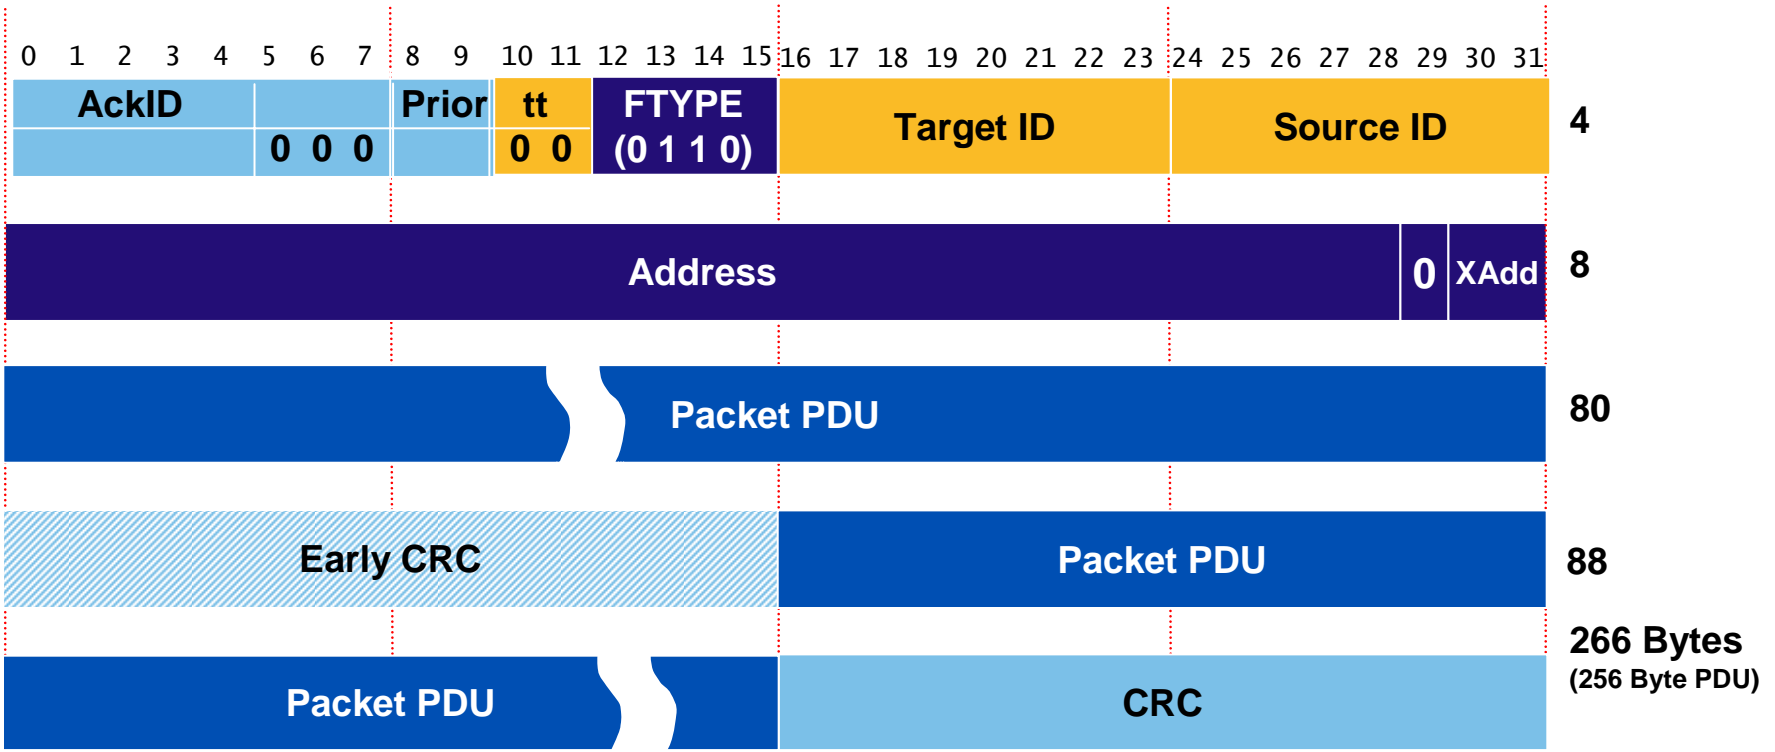 0 1 2 3 4 5 6 7 8 9 10 11 12 13 14 15 16 17 18 19 20 21 22 23 24 25 26 27 28 29 30 31
AckID Prior tt FTYPE Target ID Source ID 4
0 0 0 0 0 (0 1 1 0)
Address 0 XAdd 8
Packet PDU 80
Early CRC Packet PDU 88
266 Bytes
(256 Byte PDU)
Packet PDU CRC